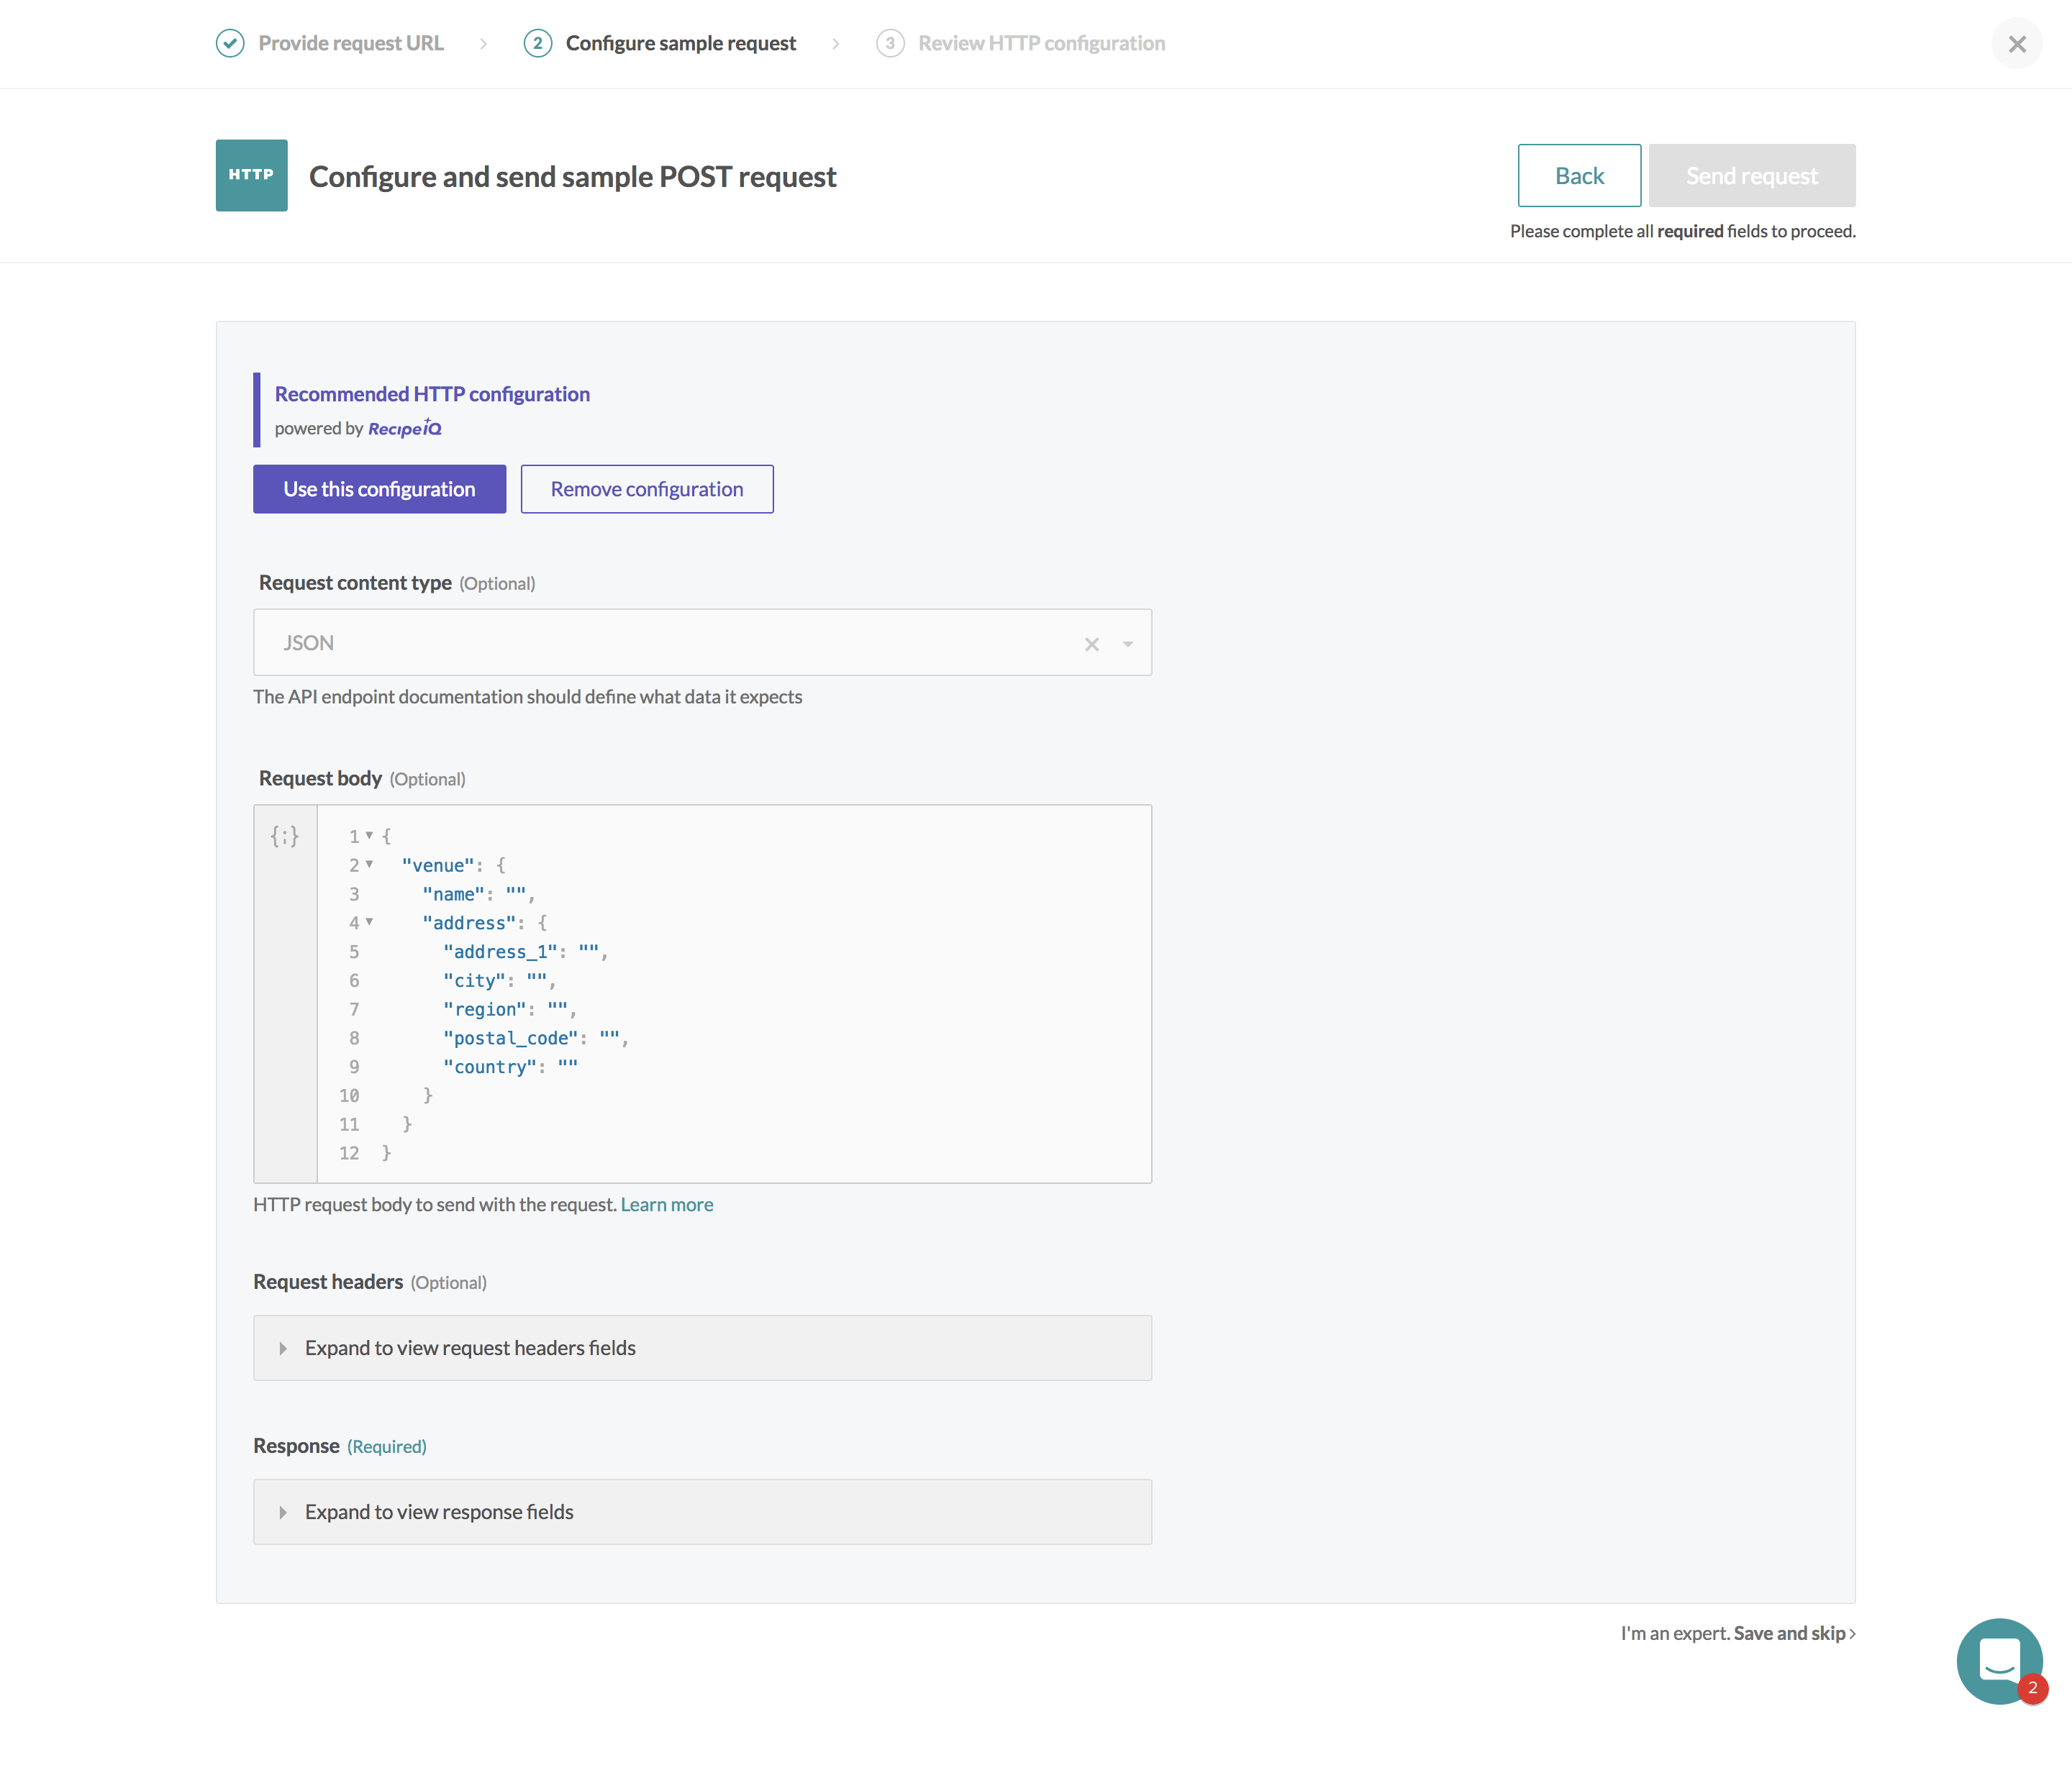 Provide request URL
2 Configure sample request
3 Review HTTP configuration
HTTP
Configure and send sample POST request
Back
Send request
Please complete all required fields to proceed.
Recommended HTTP configuration
powered by RecipeIQ
Use this configuration
Remove configuration
Request content type (Optional)
JSON
The API endpoint documentation should define what data it expects
Request body (Optional)
{;}
1 {
2 "venue": {
3 "name": "",
4 "address": {
5 "address_1": "",
6 "city": "",
7 "region": "",
8 "postal_code": "",
9 "country": ""
10 }
11 }
12 }
HTTP request body to send with the request. Learn more
Request headers (Optional)
Expand to view request headers fields
Response (Required)
Expand to view response fields
I'm an expert. Save and skip ›
2